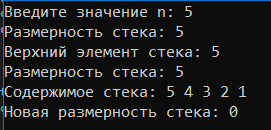 Введите значение n: 5
Размерность стека: 5
Верхний элемент стека: 5
Размерность стека: 5
Содержимое стека: 5 4 3 2 1
Новая размерность стека: 0